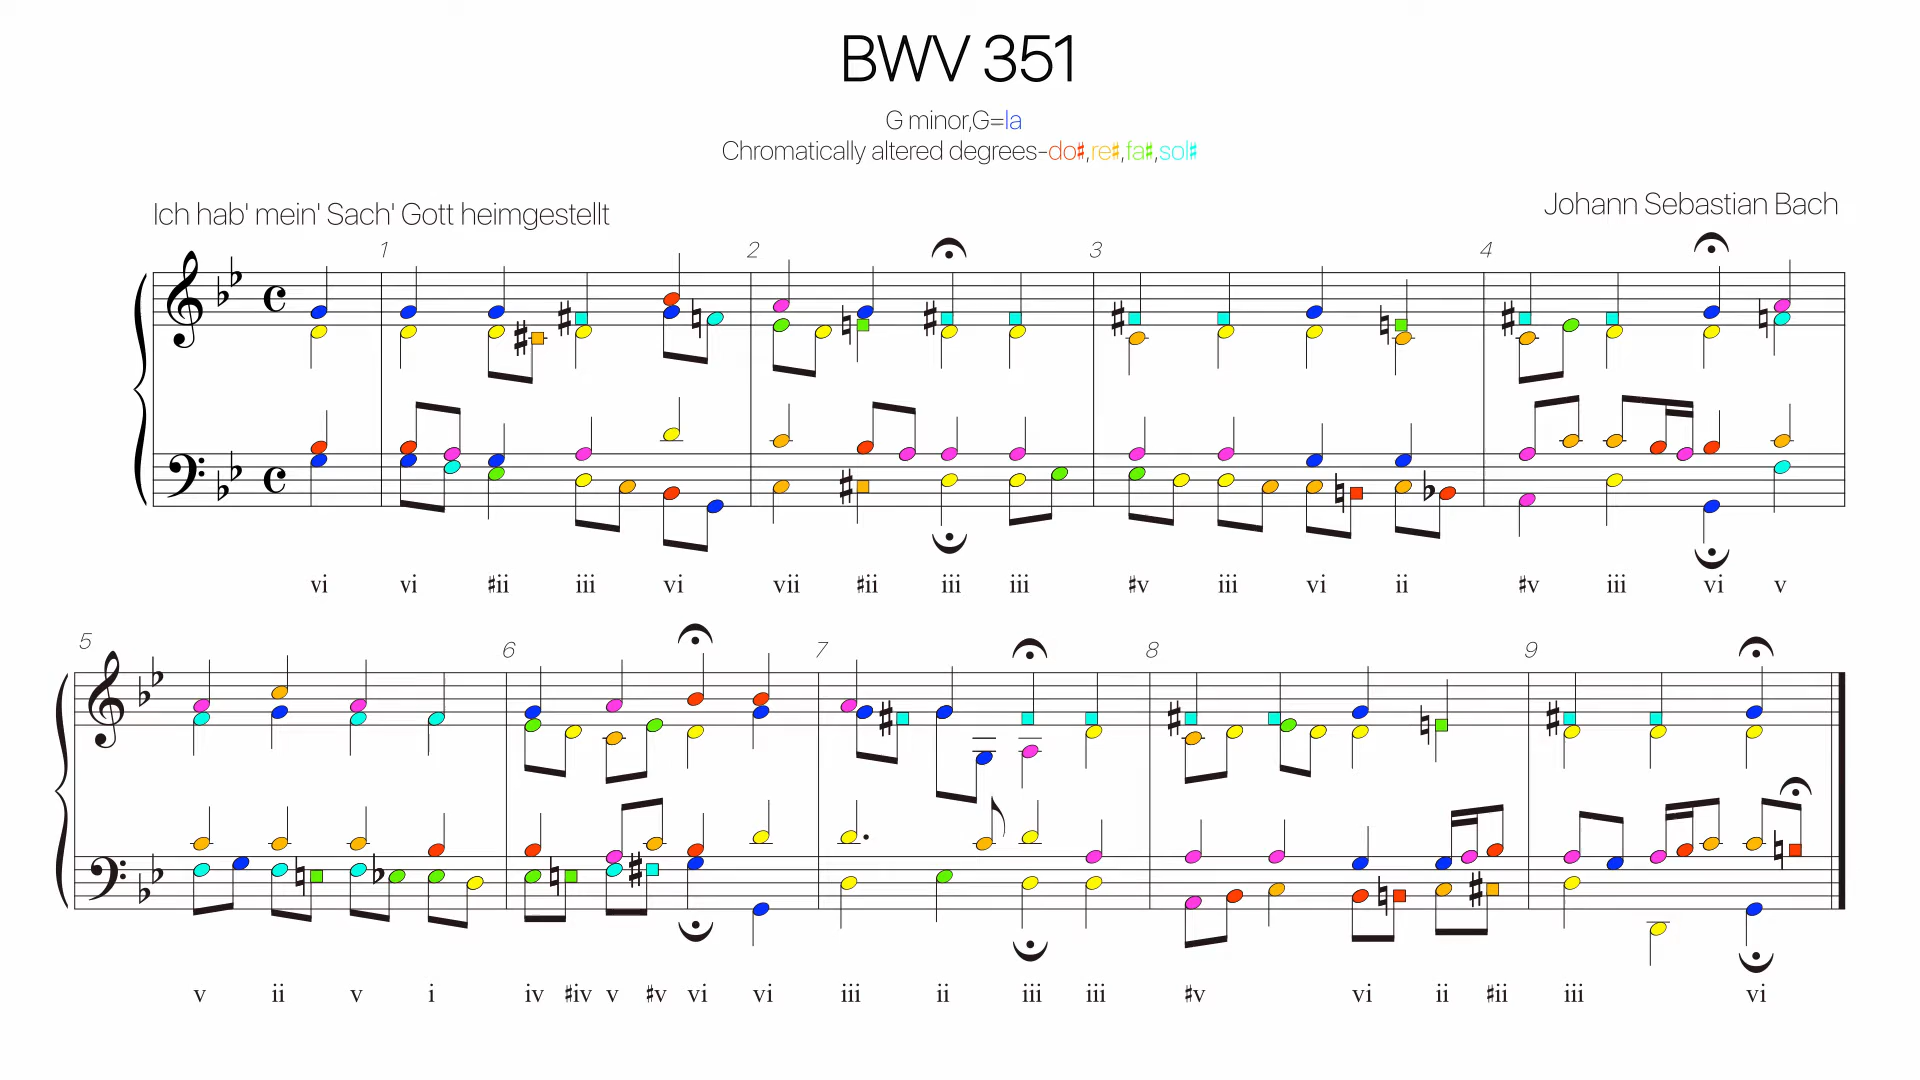 BWV 351
G minor,G=la
Chromatically altered degrees-do♯,re♯,fa♯,sol♯
Ich hab' mein' Sach' Gott heimgestellt
Johann Sebastian Bach
1 2 3 4
vi vi ♯ii iii vi vii ♯ii iii iii ♯v iii vi ii ♯v iii vi v
5 6 7 8 9
v ii v i iv ♯iv v ♯v vi vi iii ii iii iii ♯v vi ii ♯ii iii vi